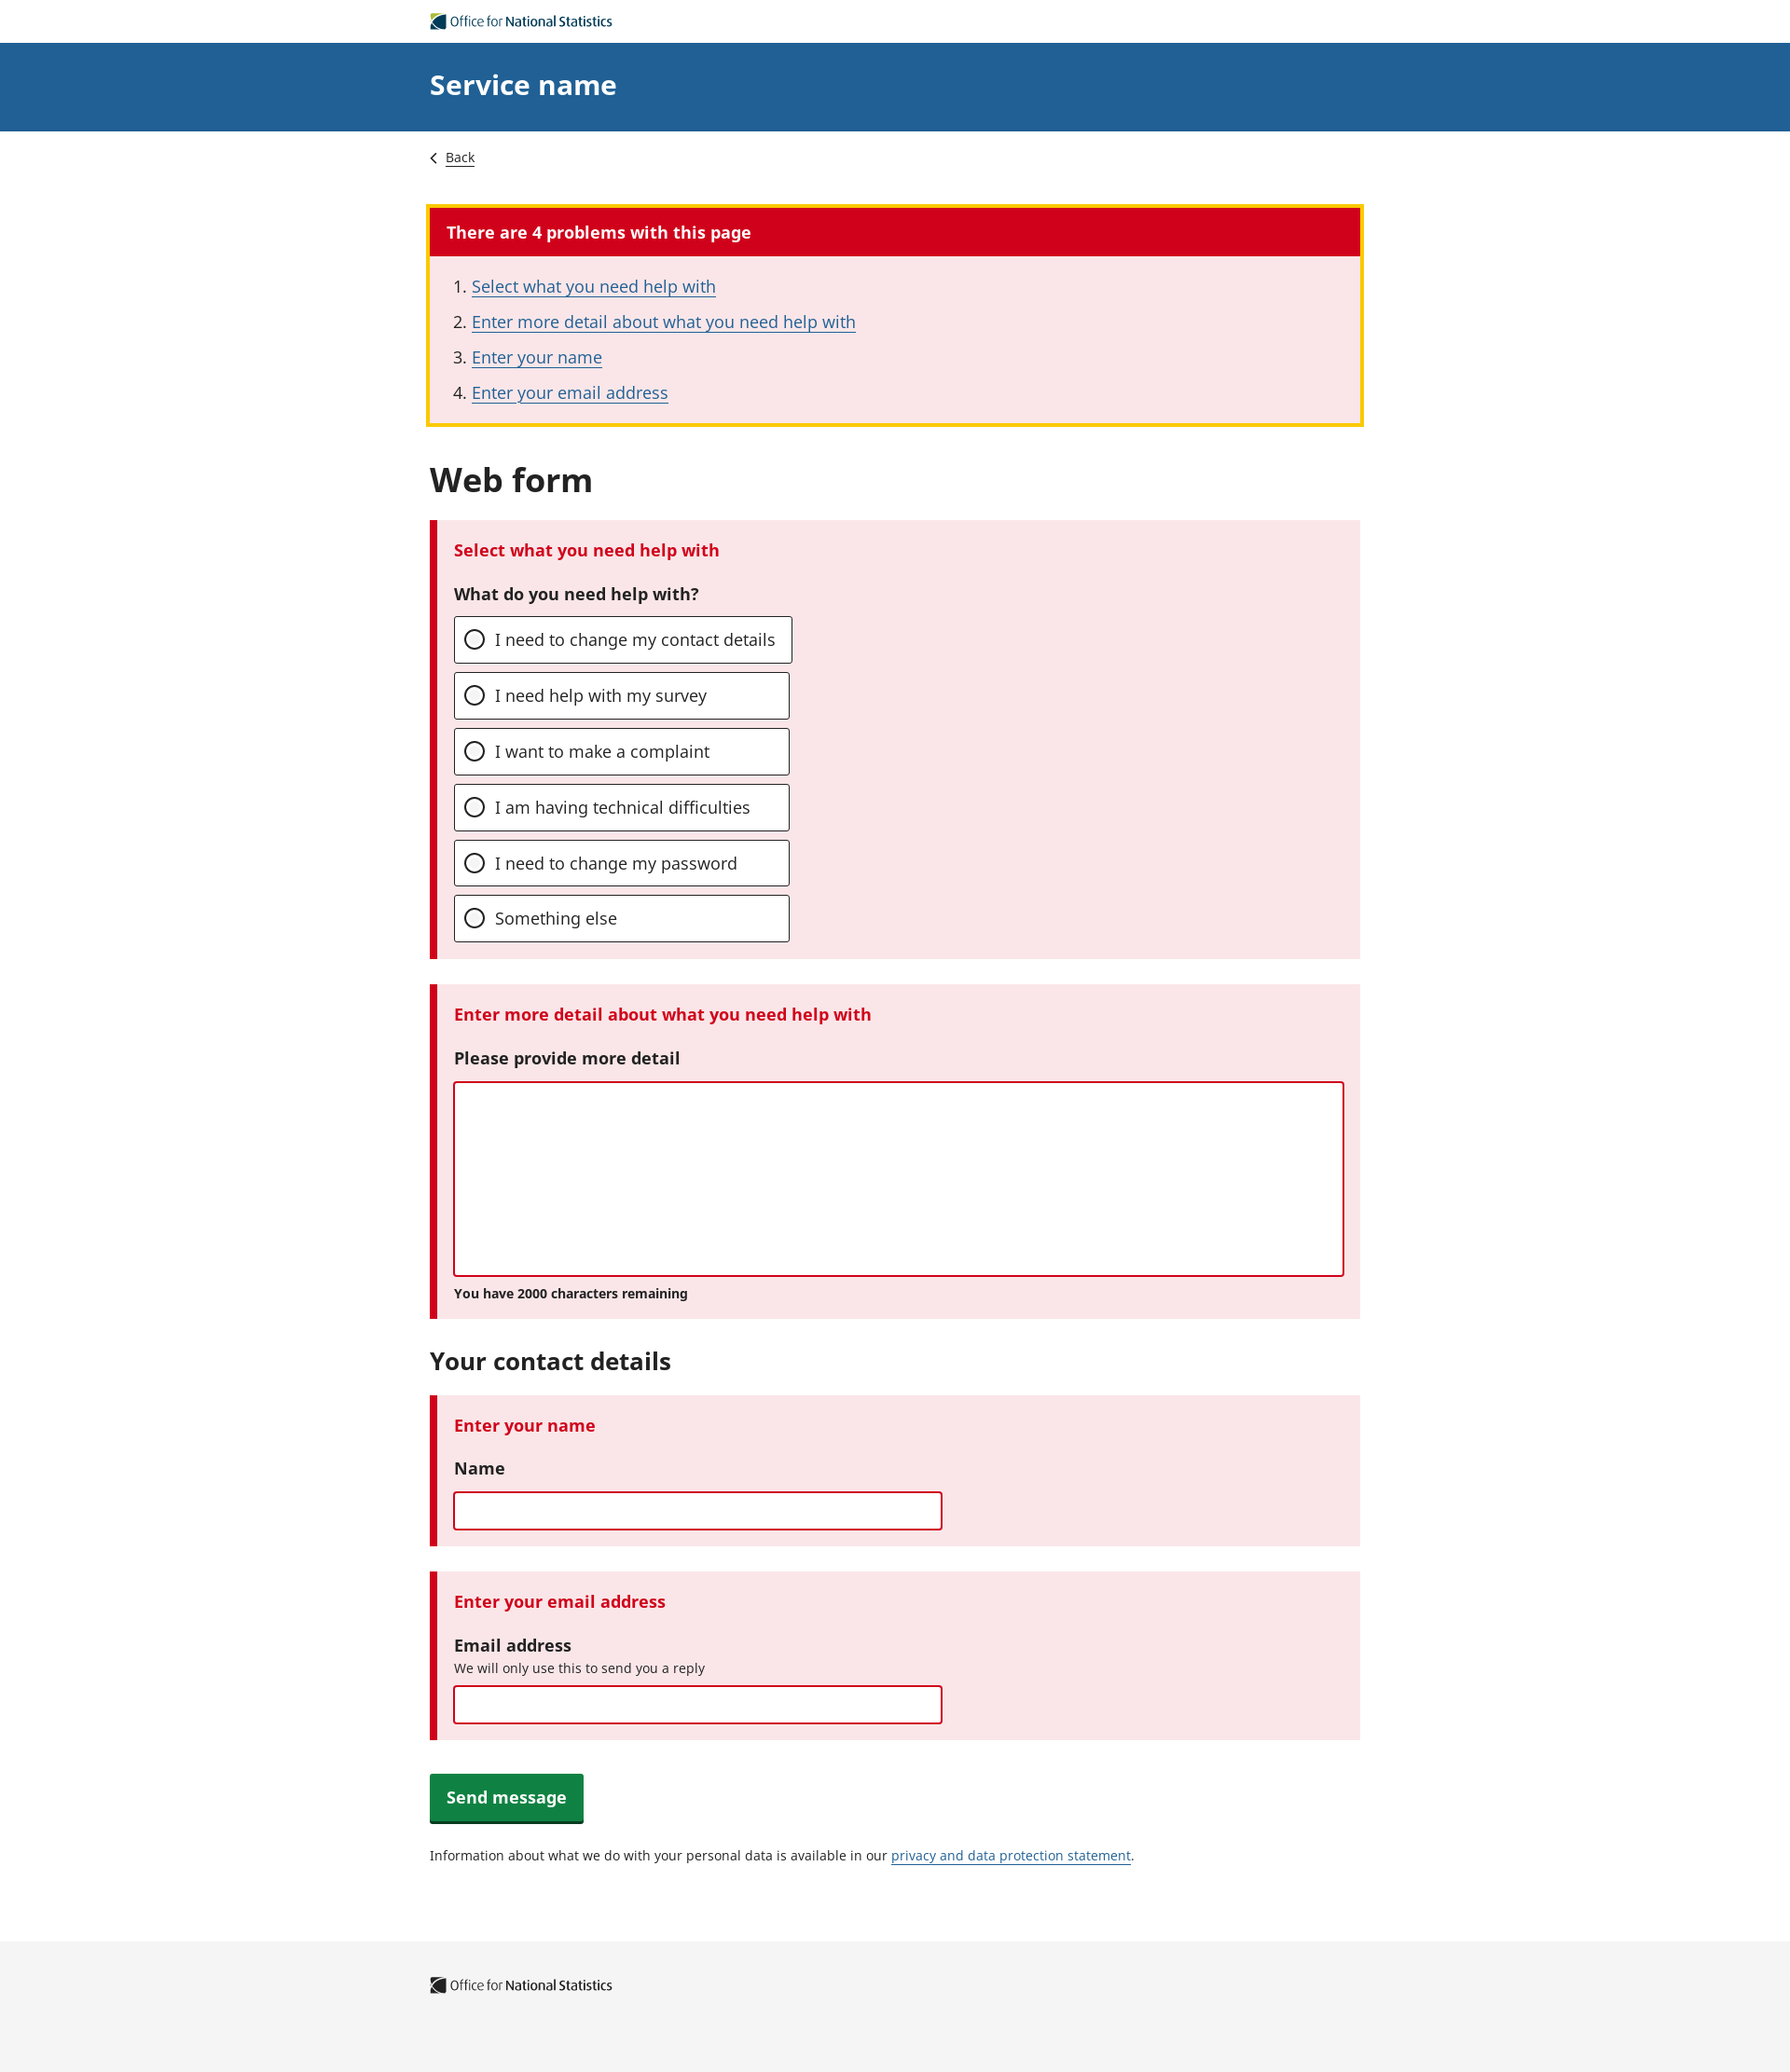 Office for National Statistics
Service name
Back
There are 4 problems with this page
1. Select what you need help with
2. Enter more detail about what you need help with
3. Enter your name
4. Enter your email address
Web form
Select what you need help with
What do you need help with?
I need to change my contact details
I need help with my survey
I want to make a complaint
I am having technical difficulties
I need to change my password
Something else
Enter more detail about what you need help with
Please provide more detail
You have 2000 characters remaining
Your contact details
Enter your name
Name
Enter your email address
Email address
We will only use this to send you a reply
Send message
Information about what we do with your personal data is available in our privacy and data protection statement.
Office for National Statistics